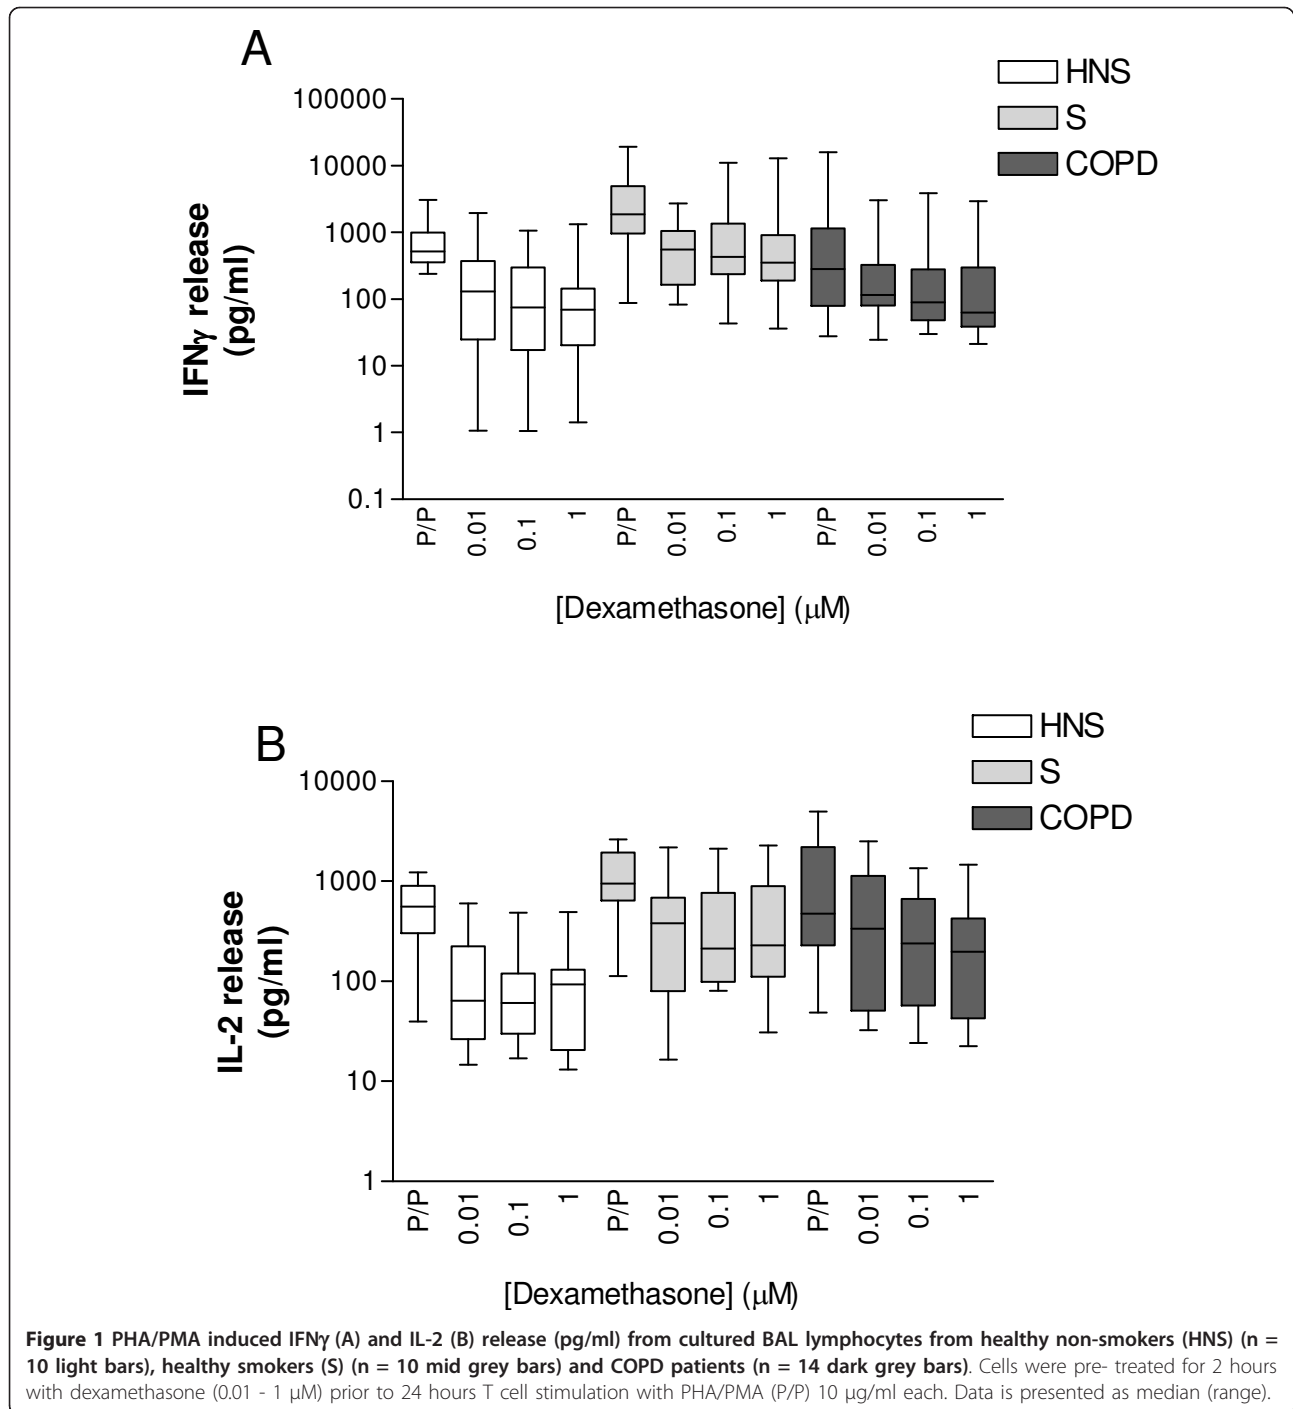 A
HNS
S
COPD
100000
10000
1000
100
10
1
0.1
IFNγ release
(pg/ml)
P/P 0.01 0.1 1 P/P 0.01 0.1 1 P/P 0.01 0.1 1
[Dexamethasone] (μM)
B
HNS
S
COPD
10000
1000
100
10
1
IL-2 release
(pg/ml)
P/P 0.01 0.1 1 P/P 0.01 0.1 1 P/P 0.01 0.1 1
[Dexamethasone] (μM)
Figure 1 PHA/PMA induced IFNγ (A) and IL-2 (B) release (pg/ml) from cultured BAL lymphocytes from healthy non-smokers (HNS) (n =
10 light bars), healthy smokers (S) (n = 10 mid grey bars) and COPD patients (n = 14 dark grey bars). Cells were pre- treated for 2 hours
with dexamethasone (0.01 - 1 μM) prior to 24 hours T cell stimulation with PHA/PMA (P/P) 10 μg/ml each. Data is presented as median (range).